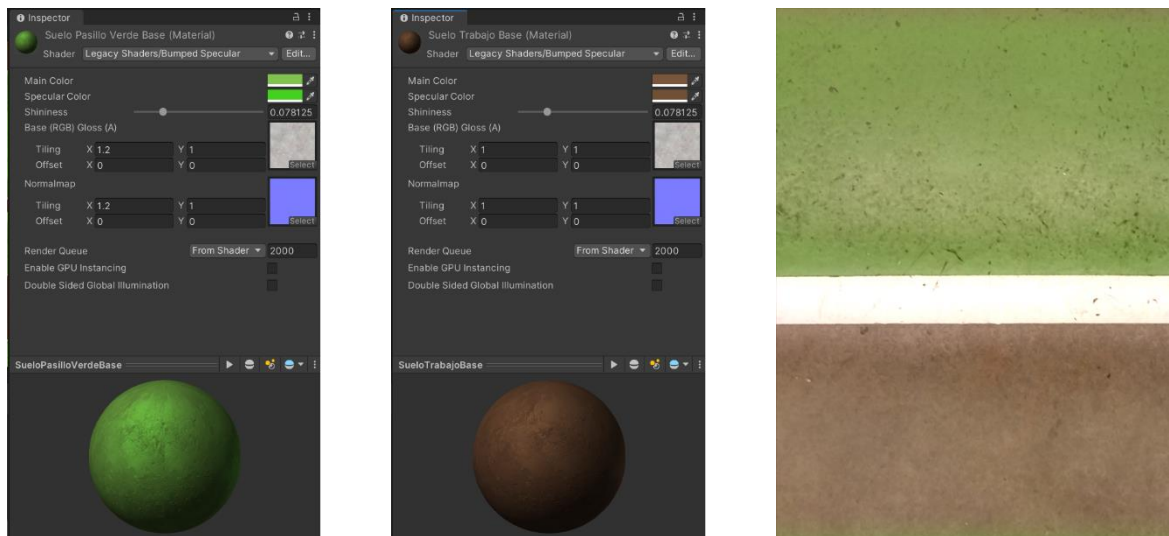 Inspector
Suelo Pasillo Verde Base (Material)
Shader Legacy Shaders/Bumped Specular Edit...
Main Color
Specular Color
Shininess 0.078125
Base (RGB) Gloss (A)
Tiling X 1.2 Y 1
Offset X 0 Y 0 Select
Normalmap
Tiling X 1.2 Y 1
Offset X 0 Y 0 Select
Render Queue From Shader 2000
Enable GPU Instancing
Double Sided Global Illumination
SueloPasilloVerdeBase
Inspector
Suelo Trabajo Base (Material)
Shader Legacy Shaders/Bumped Specular Edit...
Main Color
Specular Color
Shininess 0.078125
Base (RGB) Gloss (A)
Tiling X 1 Y 1
Offset X 0 Y 0 Select
Normalmap
Tiling X 1 Y 1
Offset X 0 Y 0 Select
Render Queue From Shader 2000
Enable GPU Instancing
Double Sided Global Illumination
SueloTrabajoBase